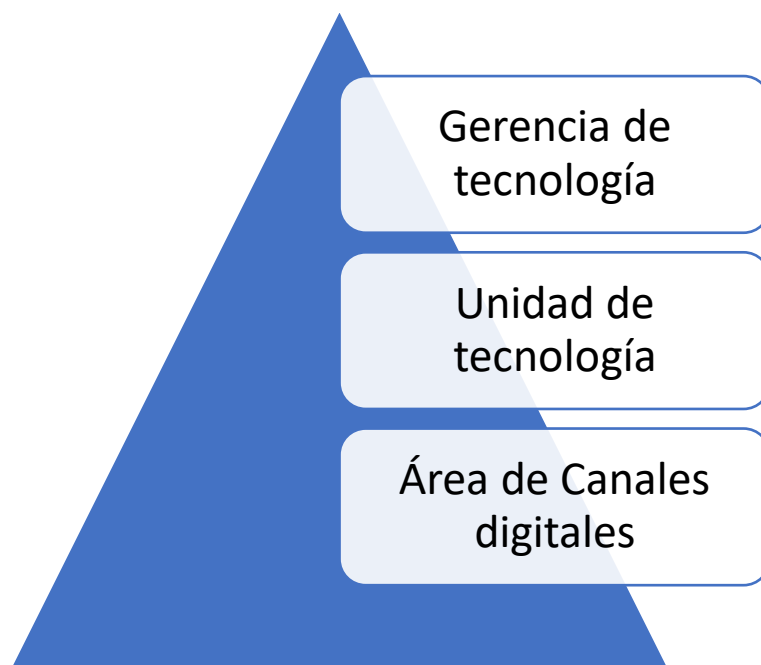 Gerencia de
tecnología
Unidad de
tecnología
Área de Canales
digitales